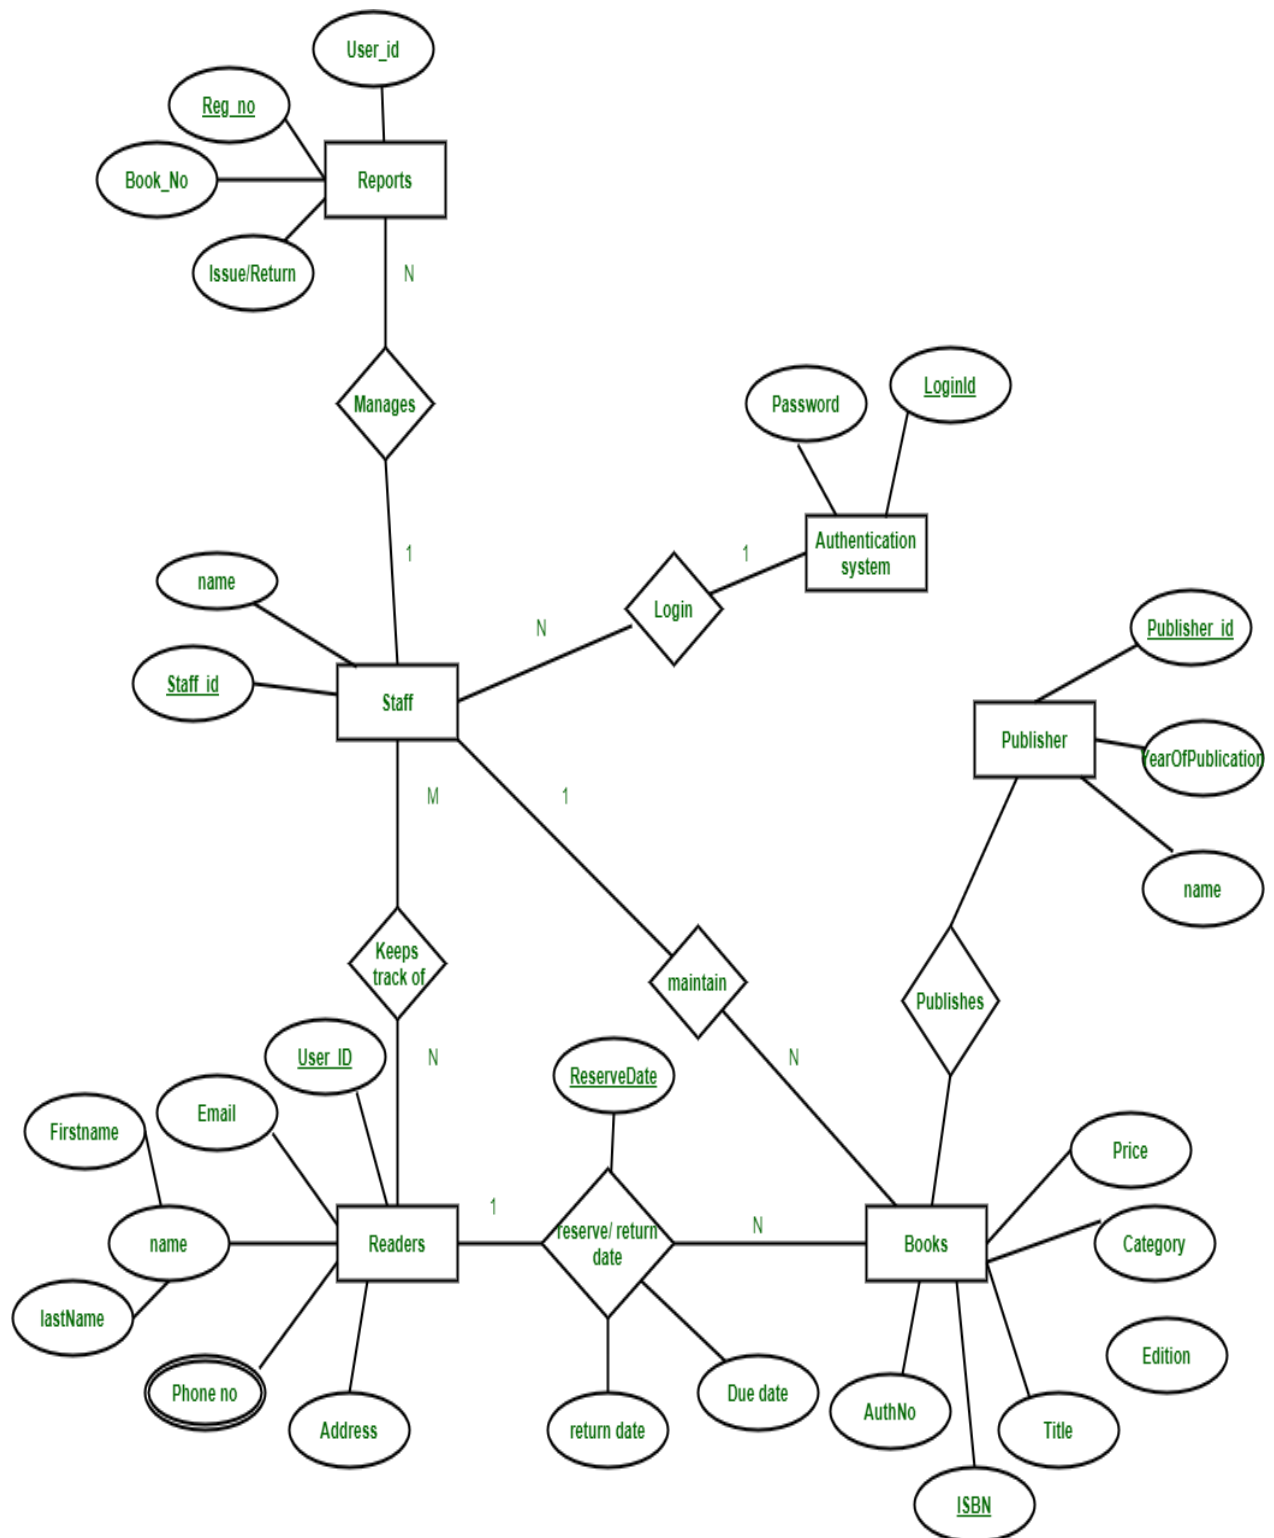 User_id
Reg_no
Book_No
Reports
Issue/Return
N
Manages
LoginId
Password
1
Authentication
system
1
name
Login
N
Publisher_id
Staff_id
Staff
Publisher
YearOfPublication
M
1
name
Keeps
track of
maintain
Publishes
User_ID
N
N
ReserveDate
Email
Firstname
Price
1
N
name
Readers
reserve/ return
date
Books
Category
lastName
Edition
Phone no
Due date
AuthNo
Address
return date
Title
ISBN